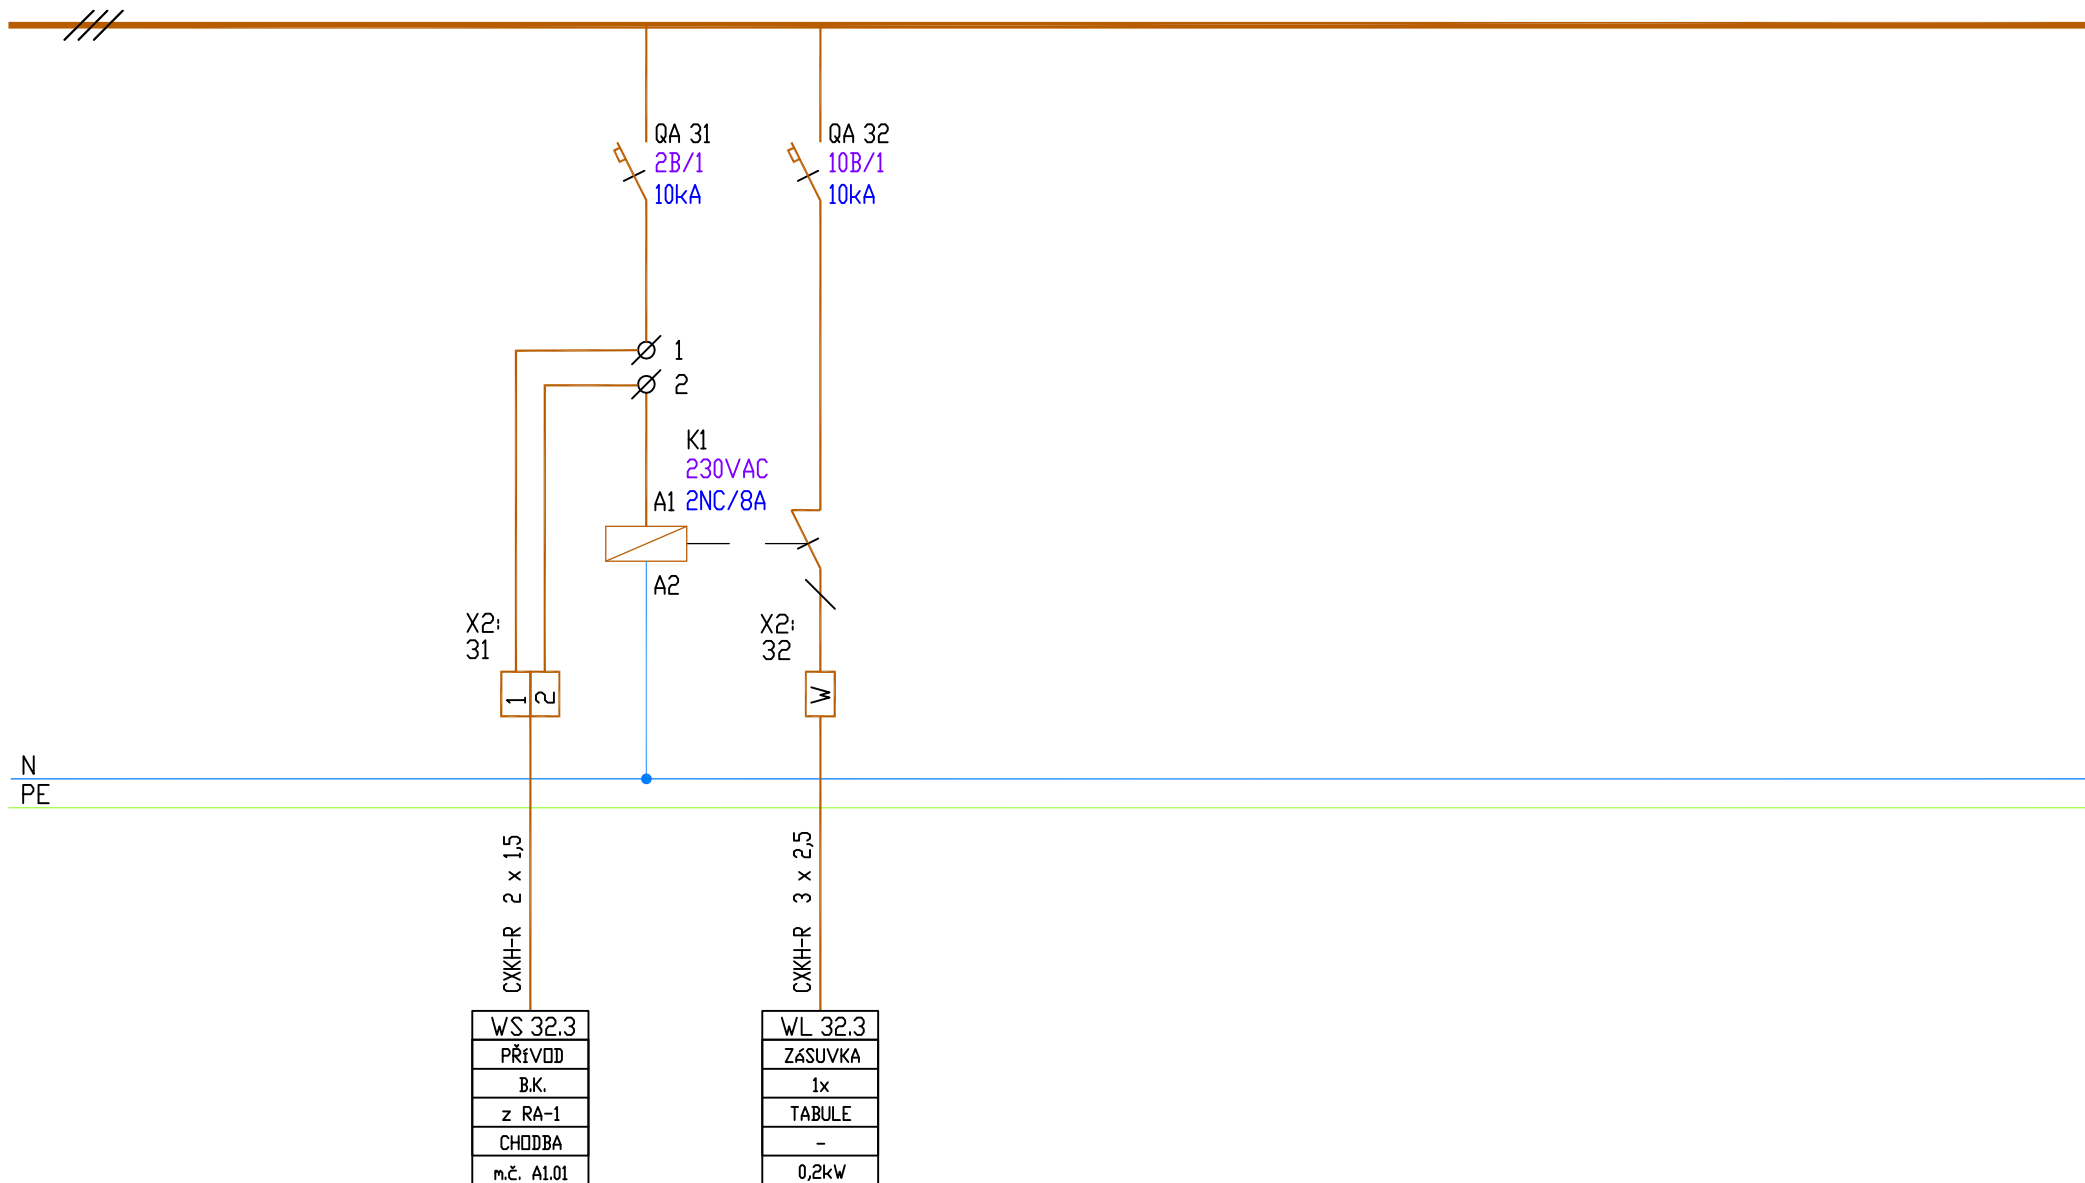 QA 31
2B/1
10kA
QA 32
10B/1
10kA
1
2
K1
230VAC
A1 2NC/8A
A2
X2:
31
X2:
32
1
2
W
N
PE
CXKH-R 2 x 1,5
CXKH-R 3 x 2,5
WS 32.3
PŘíVOD
B.K.
z RA-1
CHODBA
m.č. A1.01
WL 32.3
ZáSUVKA
1x
TABULE
-
0,2kW